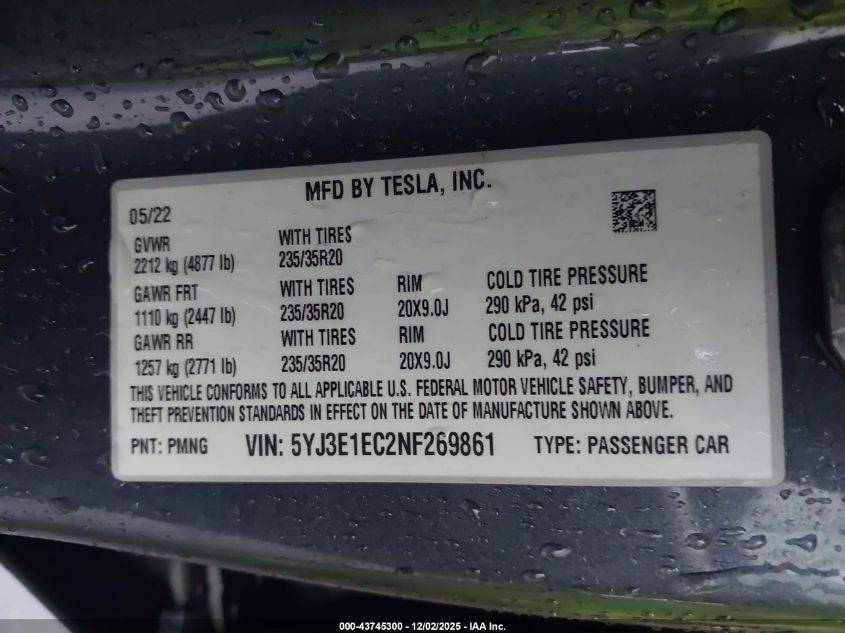 MFD BY TESLA, INC.
05/22
GVWR WITH TIRES
2212 kg (4877 lb) 235/35R20
GAWR FRT WITH TIRES RIM COLD TIRE PRESSURE
1110 kg (2447 lb) 235/35R20 20X9.0J 290 kPa, 42 psi
GAWR RR WITH TIRES RIM COLD TIRE PRESSURE
1257 kg (2771 lb) 235/35R20 20X9.0J 290 kPa, 42 psi
THIS VEHICLE CONFORMS TO ALL APPLICABLE U.S. FEDERAL MOTOR VEHICLE SAFETY, BUMPER, AND
THEFT PREVENTION STANDARDS IN EFFECT ON THE DATE OF MANUFACTURE SHOWN ABOVE.
PNT: PMNG VIN: 5YJ3E1EC2NF269861 TYPE: PASSENGER CAR
000-43745300 - 12/02/2025 - IAA Inc.